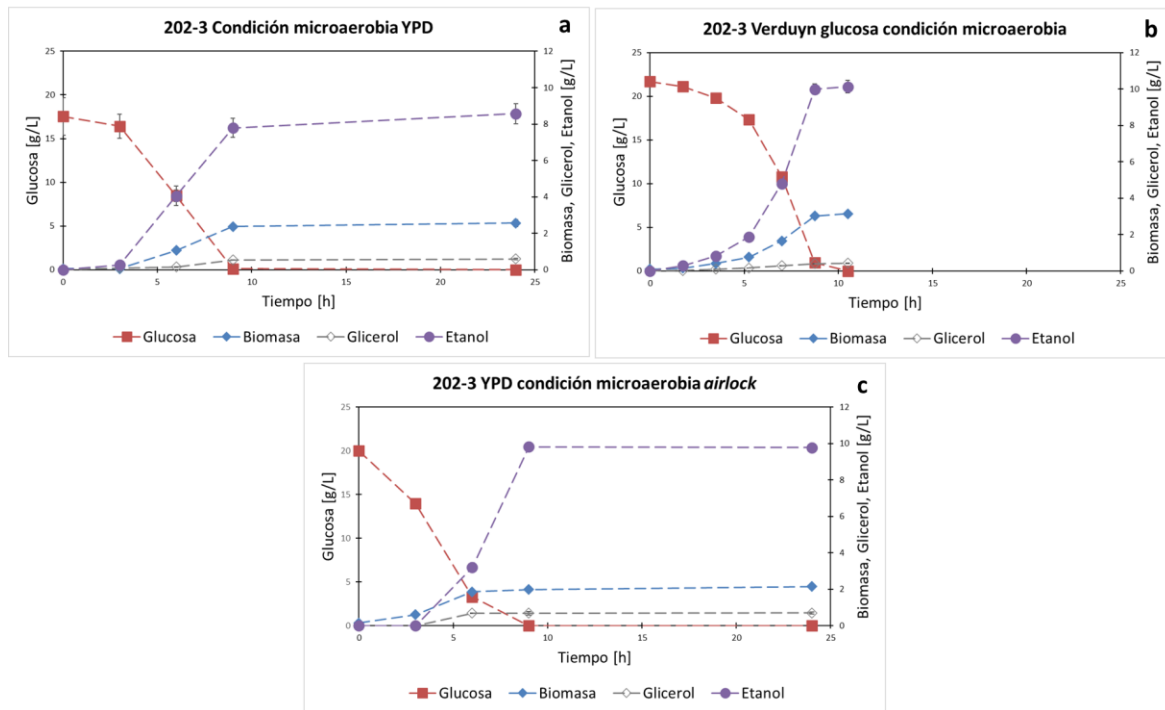 202-3 Condición microaerobia YPD
a
25
20
15
10
5
0
Glucosa [g/L]
12
10
8
6
4
2
0
Biomasa, Glicerol, Etanol [g/L]
0 5 10 15 20 25
Tiempo [h]
Glucosa Biomasa Glicerol Etanol
202-3 Verduyn glucosa condición microaerobia
b
25
20
15
10
5
0
Glucosa [g/L]
12
10
8
6
4
2
0
Biomasa, Glicerol, Etanol [g/L]
0 5 10 15 20 25
Tiempo [h]
Glucosa Biomasa Glicerol Etanol
202-3 YPD condición microaerobia airlock
c
25
20
15
10
5
0
Glucosa [g/L]
12
10
8
6
4
2
0
Biomasa, Glicerol, Etanol [g/L]
0 5 10 15 20 25
Tiempo [h]
Glucosa Biomasa Glicerol Etanol